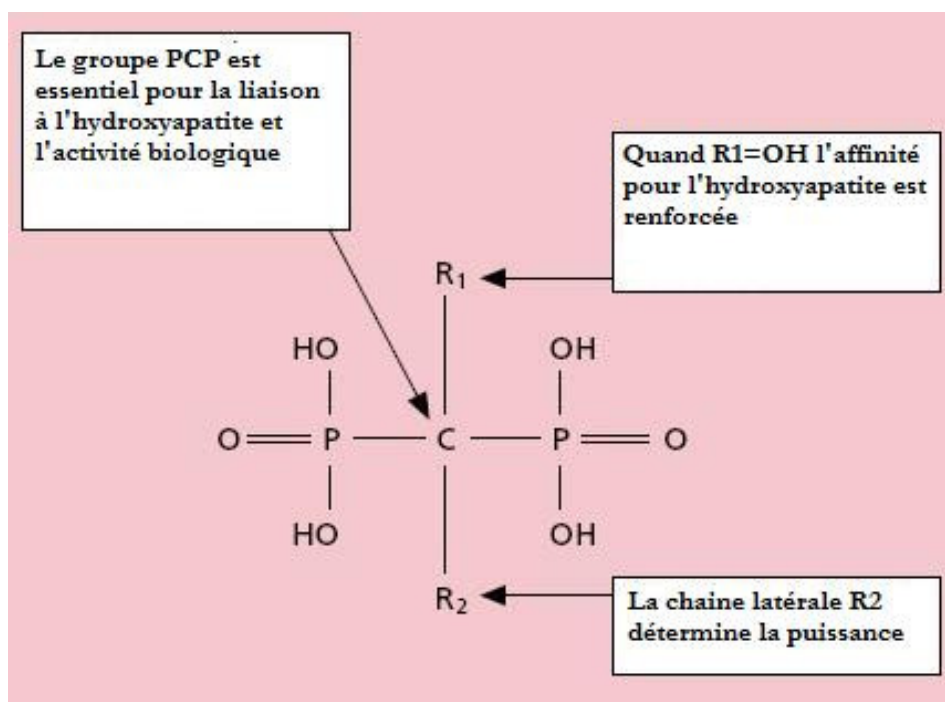 Le groupe PCP est
essentiel pour la liaison
à l'hydroxyapatite et
l'activité biologique
Quand R1=OH l'affinité
pour l'hydroxyapatite est
renforcée
R₁
HO OH
O P C P O
HO OH
R₂
La chaine latérale R2
détermine la puissance